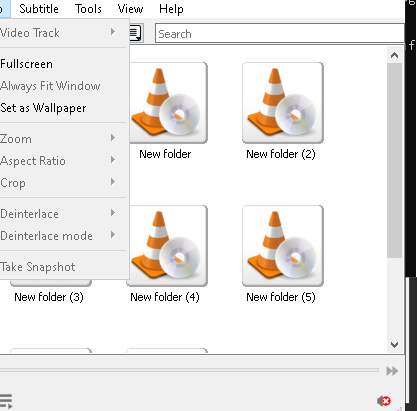 o Subtitle Tools View Help
Video Track
Search
Fullscreen
Always Fit Window
Set as Wallpaper
Zoom
Aspect Ratio
Crop
Deinterlace
Deinterlace mode
Take Snapshot
New folder
New folder (2)
New folder (3)
New folder (4)
New folder (5)
f